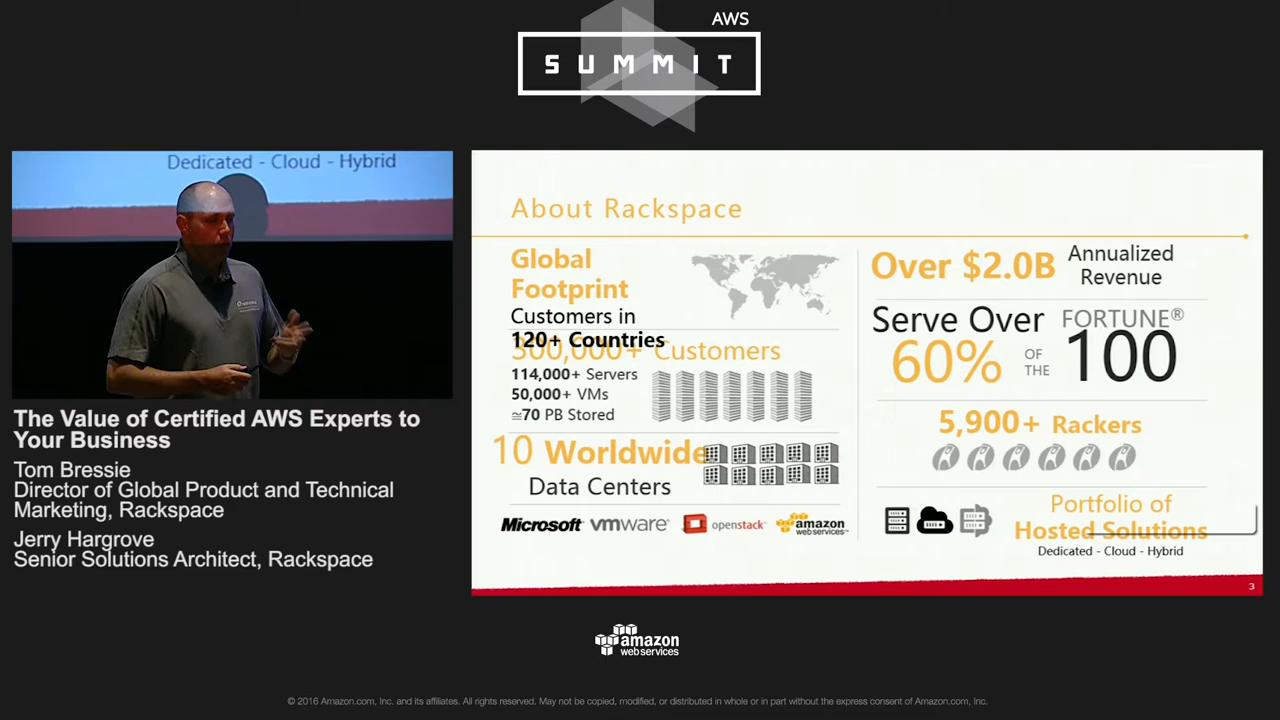 AWS
SUMMIT
Dedicated - Cloud - Hybrid
The Value of Certified AWS Experts to
Your Business
Tom Bressie
Director of Global Product and Technical
Marketing, Rackspace
Jerry Hargrove
Senior Solutions Architect, Rackspace
About Rackspace
Global
Footprint
Customers in
120+ Countries
300,000+ Customers
114,000+ Servers
50,000+ VMs
≅70 PB Stored
10 Worldwide
Data Centers
Microsoft vmware openstack amazon web services
Over $2.0B Annualized
Revenue
Serve Over FORTUNE®
60% OF THE 100
5,900+ Rackers
Portfolio of
Hosted Solutions
Dedicated - Cloud - Hybrid
3
amazon
web services
© 2016 Amazon.com, Inc. and its affiliates. All rights reserved. May not be copied, modified, or distributed in whole or in part without the express consent of Amazon.com, Inc.